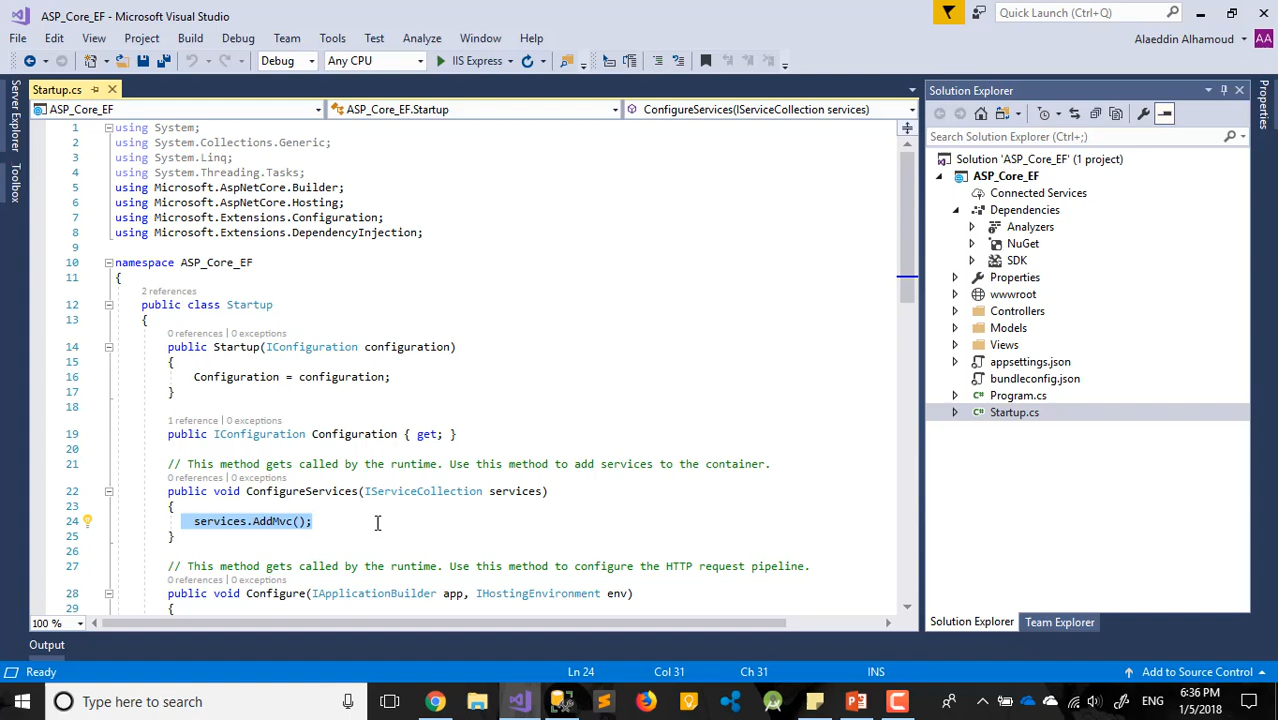 ASP_Core_EF - Microsoft Visual Studio
Quick Launch (Ctrl+Q)
File Edit View Project Build Debug Team Tools Test Analyze Window Help
Alaeddin Alhamoud AA
Debug Any CPU IIS Express
Startup.cs
ASP_Core_EF ASP_Core_EF.Startup ConfigureServices(IServiceCollection services)
Server Explorer
Toolbox
1 using System;
2 using System.Collections.Generic;
3 using System.Linq;
4 using System.Threading.Tasks;
5 using Microsoft.AspNetCore.Builder;
6 using Microsoft.AspNetCore.Hosting;
7 using Microsoft.Extensions.Configuration;
8 using Microsoft.Extensions.DependencyInjection;
9
10 namespace ASP_Core_EF
11 {
2 references
12 public class Startup
13 {
0 references | 0 exceptions
14 public Startup(IConfiguration configuration)
15 {
16 Configuration = configuration;
17 }
18
1 reference | 0 exceptions
19 public IConfiguration Configuration { get; }
20
21 // This method gets called by the runtime. Use this method to add services to the container.
0 references | 0 exceptions
22 public void ConfigureServices(IServiceCollection services)
23 {
24 services.AddMvc();
25 }
26
27 // This method gets called by the runtime. Use this method to configure the HTTP request pipeline.
0 references | 0 exceptions
28 public void Configure(IApplicationBuilder app, IHostingEnvironment env)
29 {
100 %
Solution Explorer
Search Solution Explorer (Ctrl+;)
Solution 'ASP_Core_EF' (1 project)
ASP_Core_EF
Connected Services
Dependencies
Analyzers
NuGet
SDK
Properties
wwwroot
Controllers
Models
Views
appsettings.json
bundleconfig.json
Program.cs
Startup.cs
Solution Explorer Team Explorer
Properties
Output
Ready Ln 24 Col 31 Ch 31 INS Add to Source Control
Type here to search
ENG
6:36 PM
1/5/2018